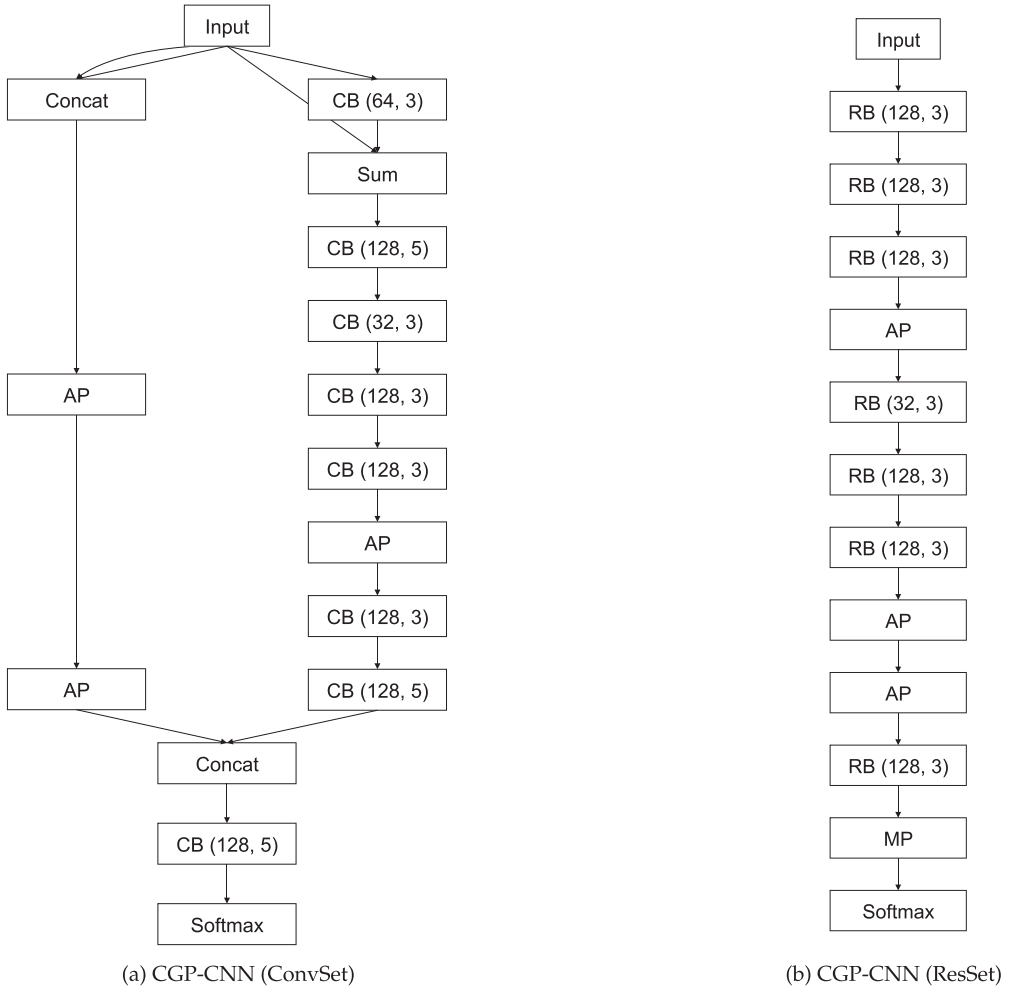 Input
Concat
CB (64, 3)
Sum
CB (128, 5)
CB (32, 3)
AP
CB (128, 3)
CB (128, 3)
AP
CB (128, 3)
AP
CB (128, 5)
Concat
CB (128, 5)
Softmax
(a) CGP-CNN (ConvSet)
Input
RB (128, 3)
RB (128, 3)
RB (128, 3)
AP
RB (32, 3)
RB (128, 3)
RB (128, 3)
AP
AP
RB (128, 3)
MP
Softmax
(b) CGP-CNN (ResSet)